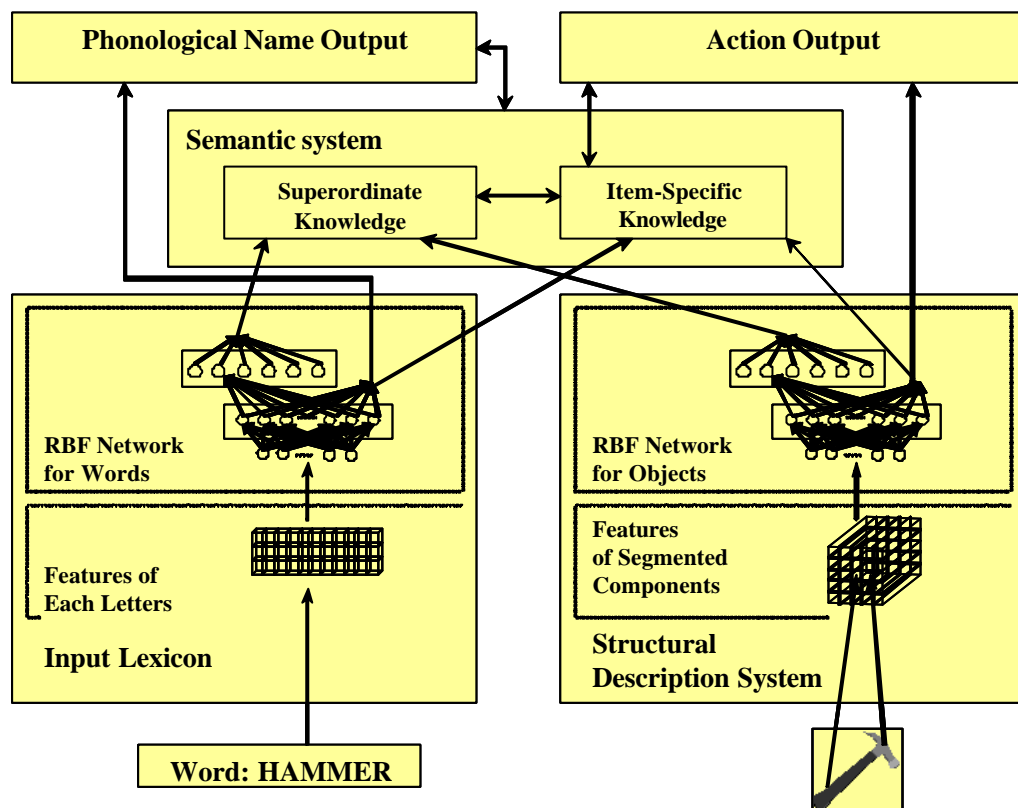 Phonological Name Output
Action Output
Semantic system
Superordinate
Knowledge
Item-Specific
Knowledge
RBF Network
for Words
RBF Network
for Objects
Features of
Each Letters
Features
of Segmented
Components
Input Lexicon
Structural
Description System
Word: HAMMER